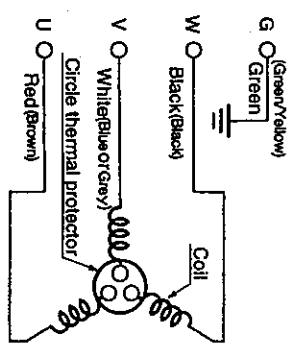 G
(Green/Yellow)
Green
W
Black(Black)
Coil
V
White(Blue or Grey)
Circle thermal protector
U
Red(Brown)